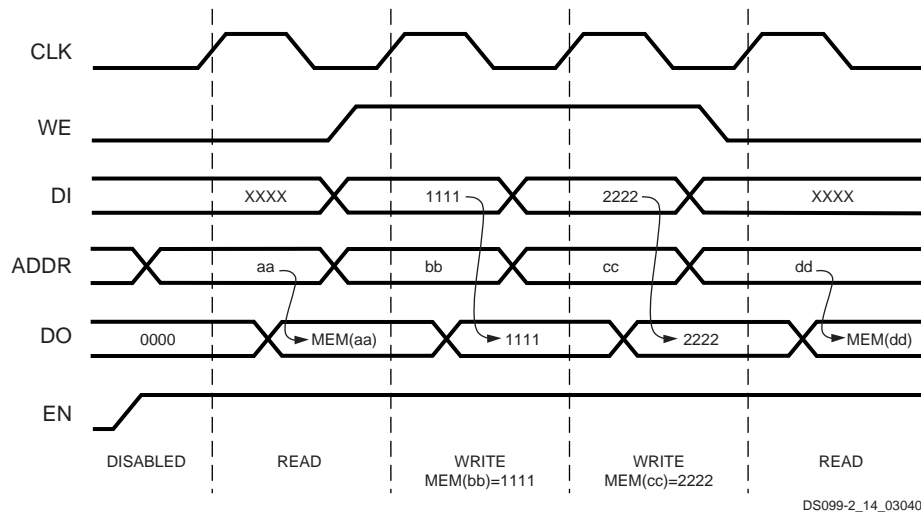 CLK
WE
DI XXXX 1111 2222 XXXX
ADDR aa bb cc dd
DO 0000 MEM(aa) 1111 2222 MEM(dd)
EN
DISABLED READ WRITE WRITE READ
MEM(bb)=1111 MEM(cc)=2222
DS099-2_14_03040